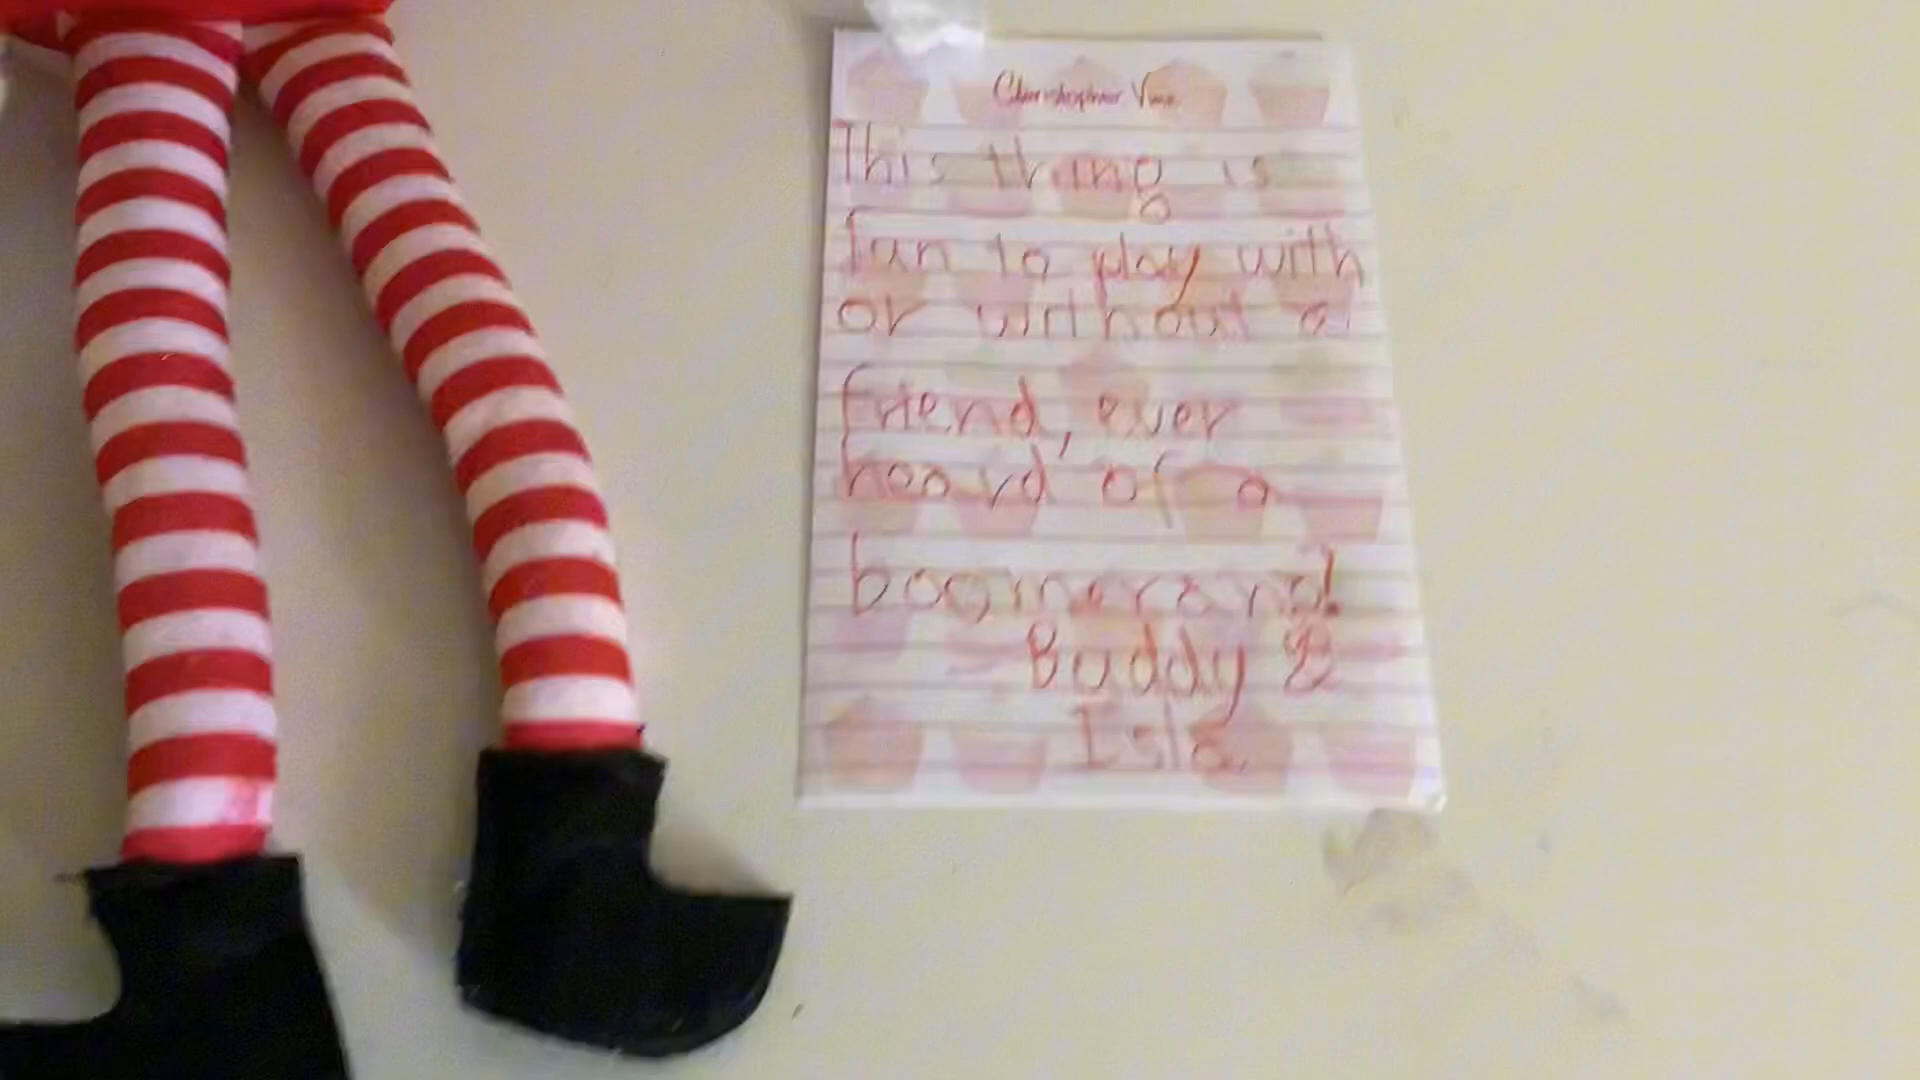 This thing is
fun to play with
or without a
friend, ever
heard of a
boomerang!
Buddy &
Isla